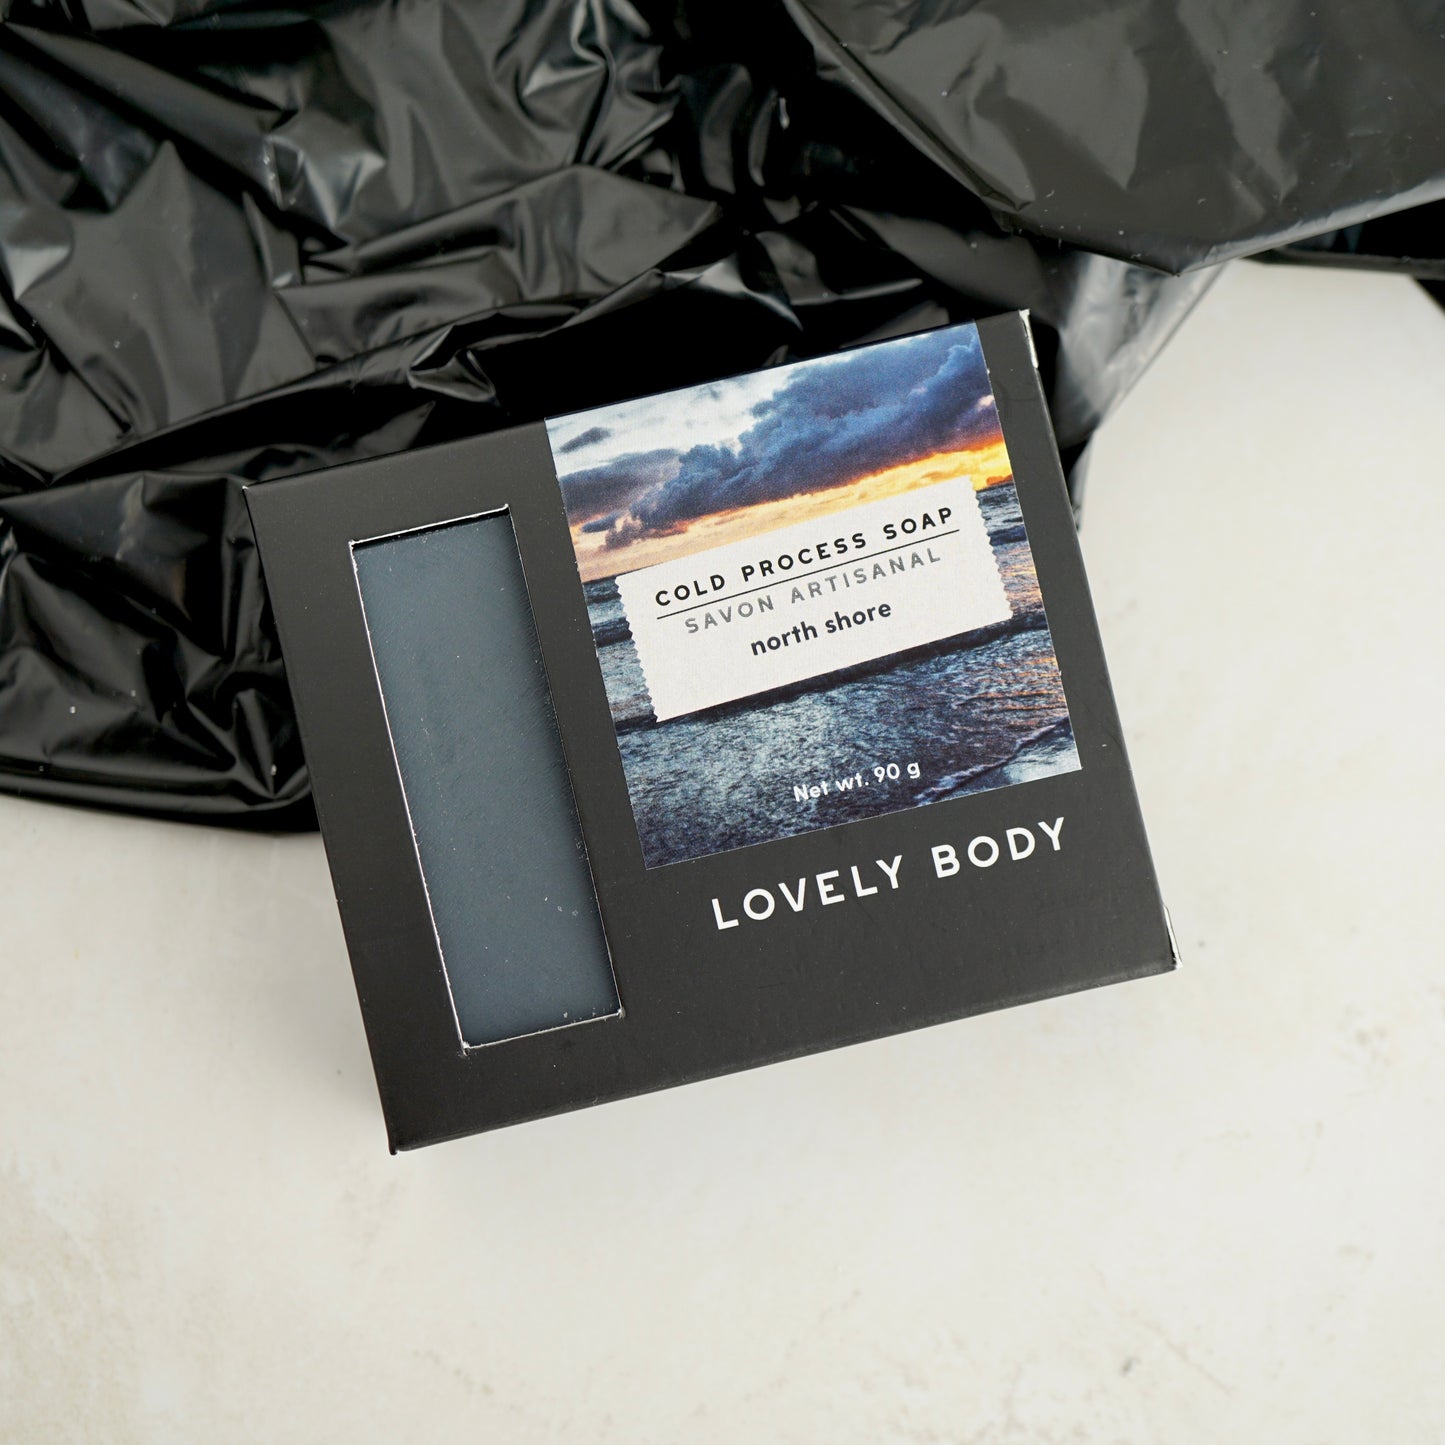 COLD PROCESS SOAP
SAVON ARTISANAL
north shore
Net wt. 90 g
LOVELY BODY